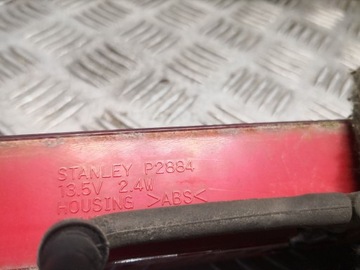 STANLEY P2884
13.5V 2.4W
HOUSING >ABS<